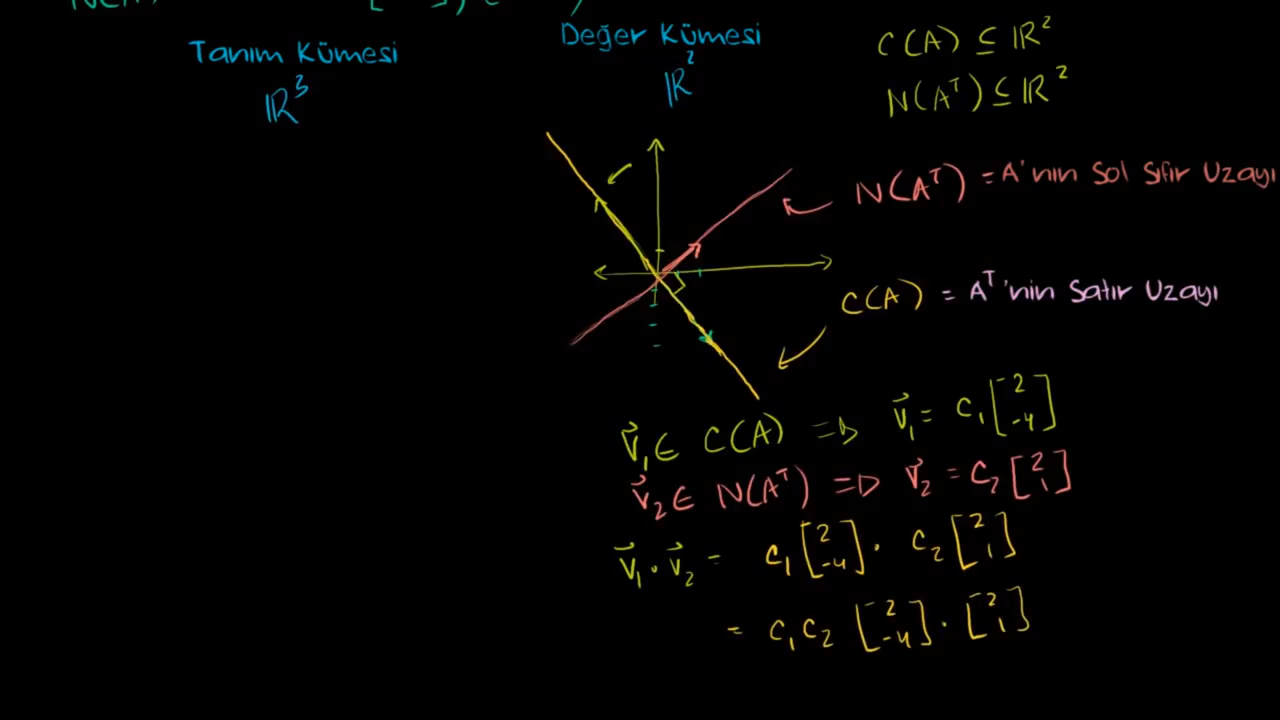 Tanım Kümesi
ℝ³
Değer Kümesi
ℝ²
C(A) ⊆ ℝ²
N(Aᵀ) ⊆ ℝ²
N(Aᵀ) = A'nın Sol Sıfır Uzayı
C(A) = Aᵀ'nin Satır Uzayı
v⃗₁ ∈ C(A) ⇒ v⃗₁ = c₁ [2 -4]
v⃗₂ ∈ N(Aᵀ) ⇒ v⃗₂ = c₂ [2 1]
v⃗₁ · v⃗₂ = c₁ [2 -4] · c₂ [2 1]
= c₁c₂ [2 -4] · [2 1]